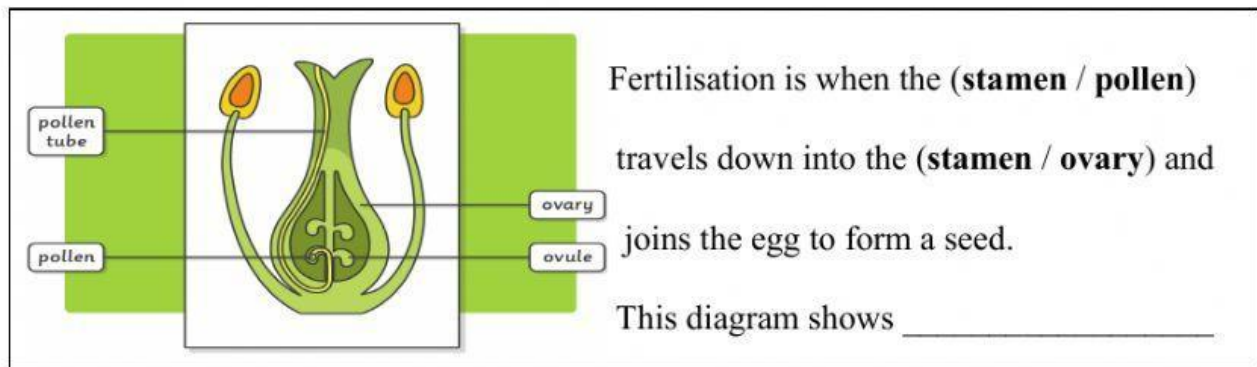 pollen
tube
pollen
ovary
ovule
Fertilisation is when the (stamen / pollen)
travels down into the (stamen / ovary) and
joins the egg to form a seed.
This diagram shows ____________________